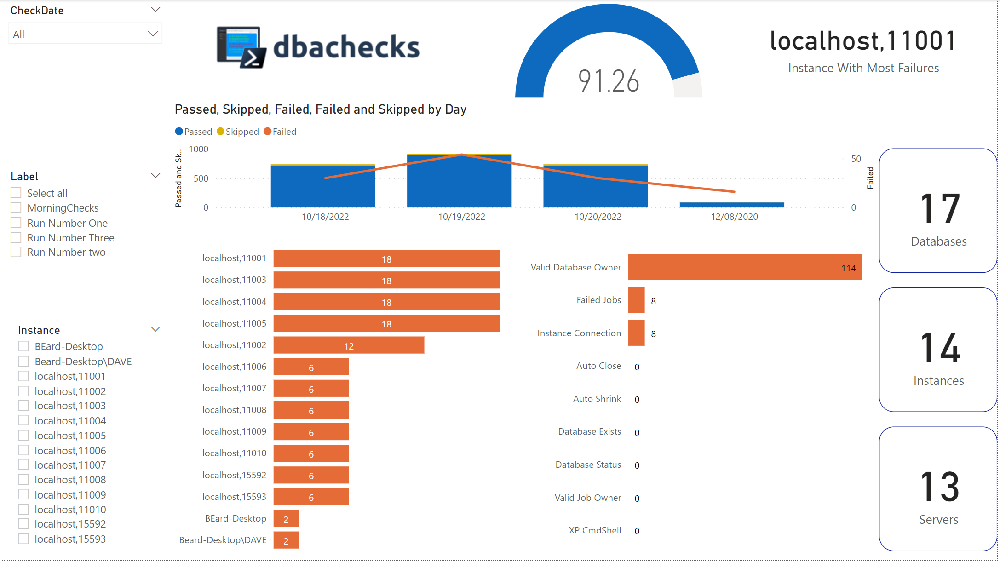 CheckDate
All
dbachecks
91.26
localhost,11001
Instance With Most Failures
Passed, Skipped, Failed, Failed and Skipped by Day
Passed Skipped Failed
Passed and Sk...
1000
500
0
50
0
Failed
10/18/2022 10/19/2022 10/20/2022 12/08/2020
Label
Select all
MorningChecks
Run Number One
Run Number Three
Run Number two
Instance
BEard-Desktop
Beard-Desktop\DAVE
localhost,11001
localhost,11002
localhost,11003
localhost,11004
localhost,11005
localhost,11006
localhost,11007
localhost,11008
localhost,11009
localhost,11010
localhost,15592
localhost,15593
localhost,11001 18
localhost,11003 18
localhost,11004 18
localhost,11005 18
localhost,11002 12
localhost,11006 6
localhost,11007 6
localhost,11008 6
localhost,11009 6
localhost,11010 6
localhost,15592 6
localhost,15593 6
BEard-Desktop 2
Beard-Desktop\DAVE 2
Valid Database Owner 114
Failed Jobs 8
Instance Connection 8
Auto Close 0
Auto Shrink 0
Database Exists 0
Database Status 0
Valid Job Owner 0
XP CmdShell 0
17
Databases
14
Instances
13
Servers